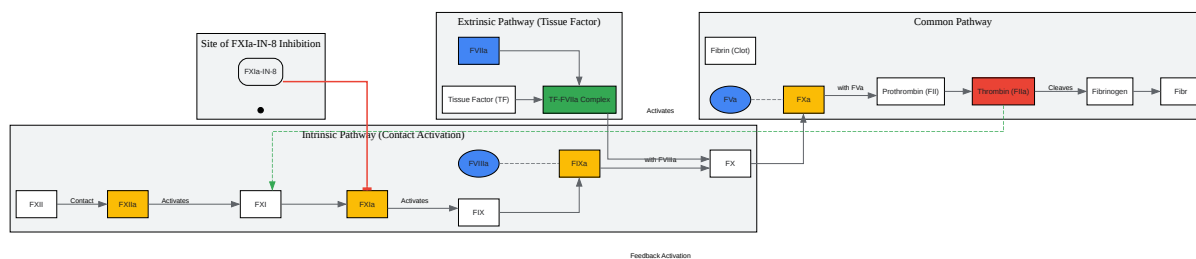 Site of FXIa-IN-8 Inhibition
FXIa-IN-8
Extrinsic Pathway (Tissue Factor)
FVIIa
Tissue Factor (TF)
TF-FVIIa Complex
Activates
Common Pathway
Fibrin (Clot)
FVa
FXa
with FVa
Prothrombin (FII)
Thrombin (FIIa)
Cleaves
Fibrinogen
Fibr
Intrinsic Pathway (Contact Activation)
FXII
Contact
FXIIa
Activates
FXI
FXIa
Activates
FIX
FVIIIa
FIXa
with FVIIIa
FX
Feedback Activation